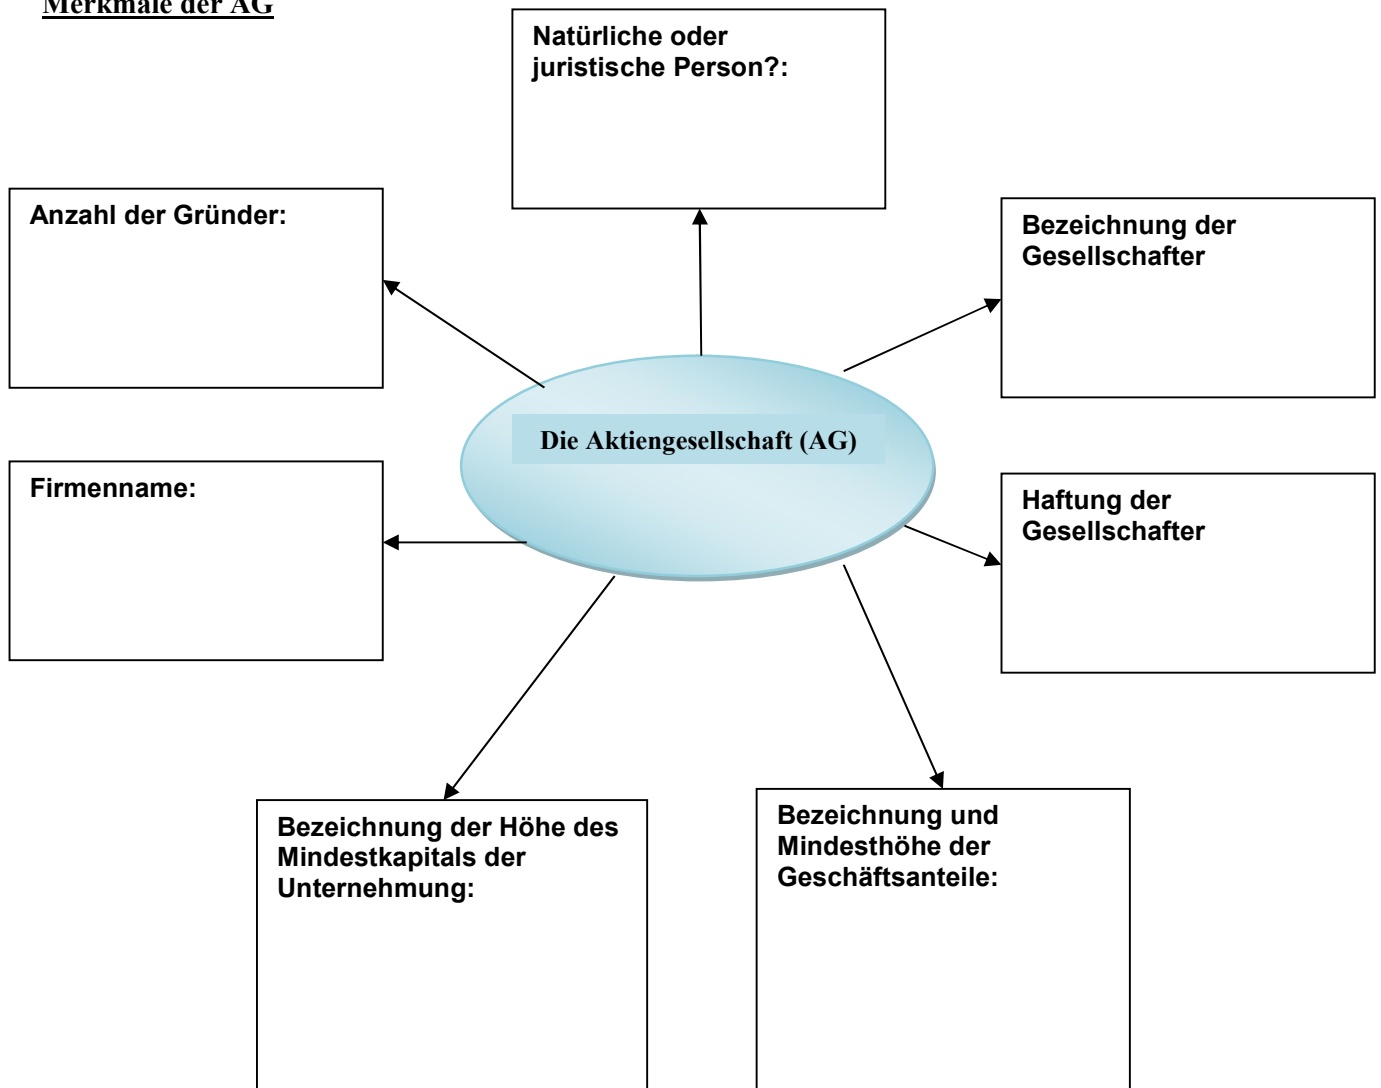 Merkmale der AG
Natürliche oder
juristische Person?:
Anzahl der Gründer:
Bezeichnung der
Gesellschafter
Die Aktiengesellschaft (AG)
Firmenname:
Haftung der
Gesellschafter
Bezeichnung der Höhe des
Mindestkapitals der
Unternehmung:
Bezeichnung und
Mindesthöhe der
Geschäftsanteile: